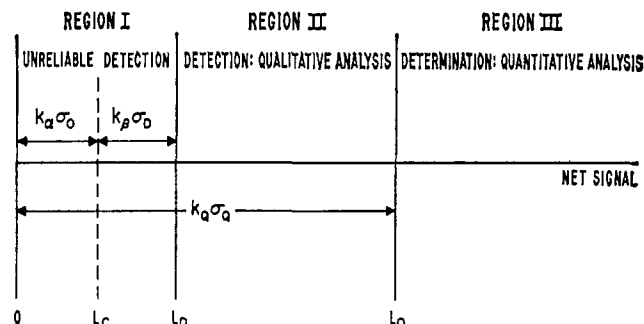 REGION I
REGION II
REGION III
UNRELIABLE DETECTION
DETECTION: QUALITATIVE ANALYSIS
DETERMINATION: QUANTITATIVE ANALYSIS
kασ0
kβσD
NET SIGNAL
kQσQ
0
LC
LD
LQ